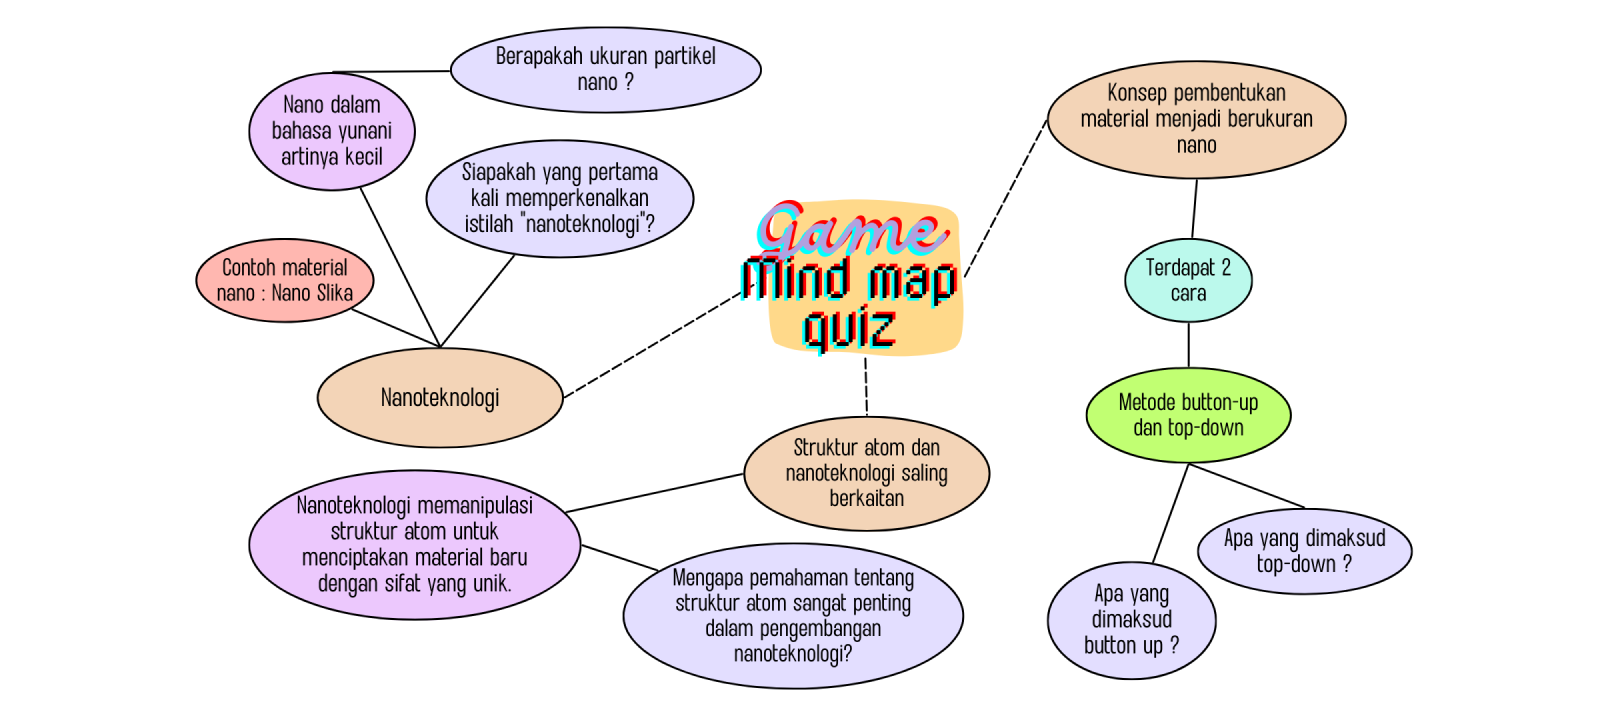 Berapakah ukuran partikel
nano ?
Nano dalam
bahasa yunani
artinya kecil
Siapakah yang pertama
kali memperkenalkan
istilah "nanoteknologi"?
Contoh material
nano : Nano Slika
Nanoteknologi
Game
Mind map
quiz
Konsep pembentukan
material menjadi berukuran
nano
Terdapat 2
cara
Metode button-up
dan top-down
Apa yang dimaksud
top-down ?
Apa yang
dimaksud
button up ?
Struktur atom dan
nanoteknologi saling
berkaitan
Nanoteknologi memanipulasi
struktur atom untuk
menciptakan material baru
dengan sifat yang unik.
Mengapa pemahaman tentang
struktur atom sangat penting
dalam pengembangan
nanoteknologi?